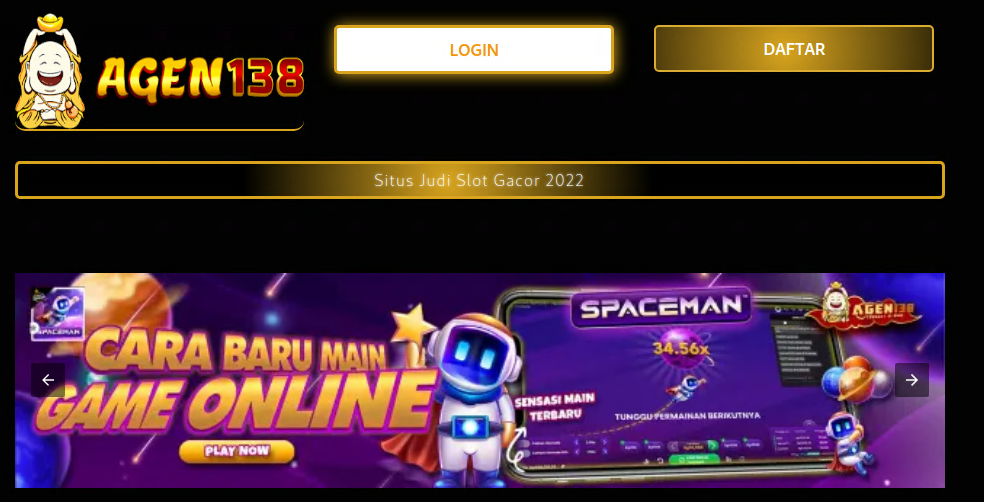 AGEN138
LOGIN
DAFTAR
Situs Judi Slot Gacor 2022
SPACEMAN
CARA BARU MAIN
GAME ONLINE
PLAY NOW
SPACEMAN
34.56x
SENSASI MAIN
TERBARU
TUNGGU PERMAINAN BERIKUTNYA
AGEN138